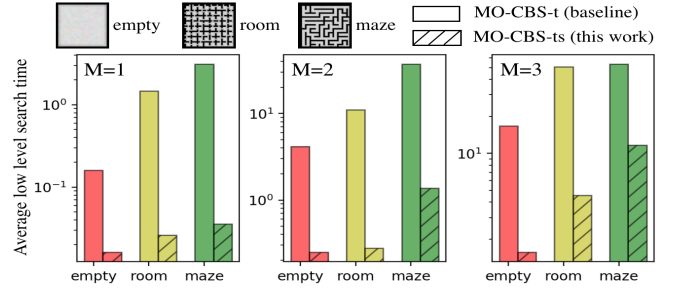 empty
room
maze
MO-CBS-t (baseline)
MO-CBS-ts (this work)
Average low level search time
M=1
10⁰
10⁻¹
empty room maze
M=2
10¹
10⁰
empty room maze
M=3
10¹
empty room maze